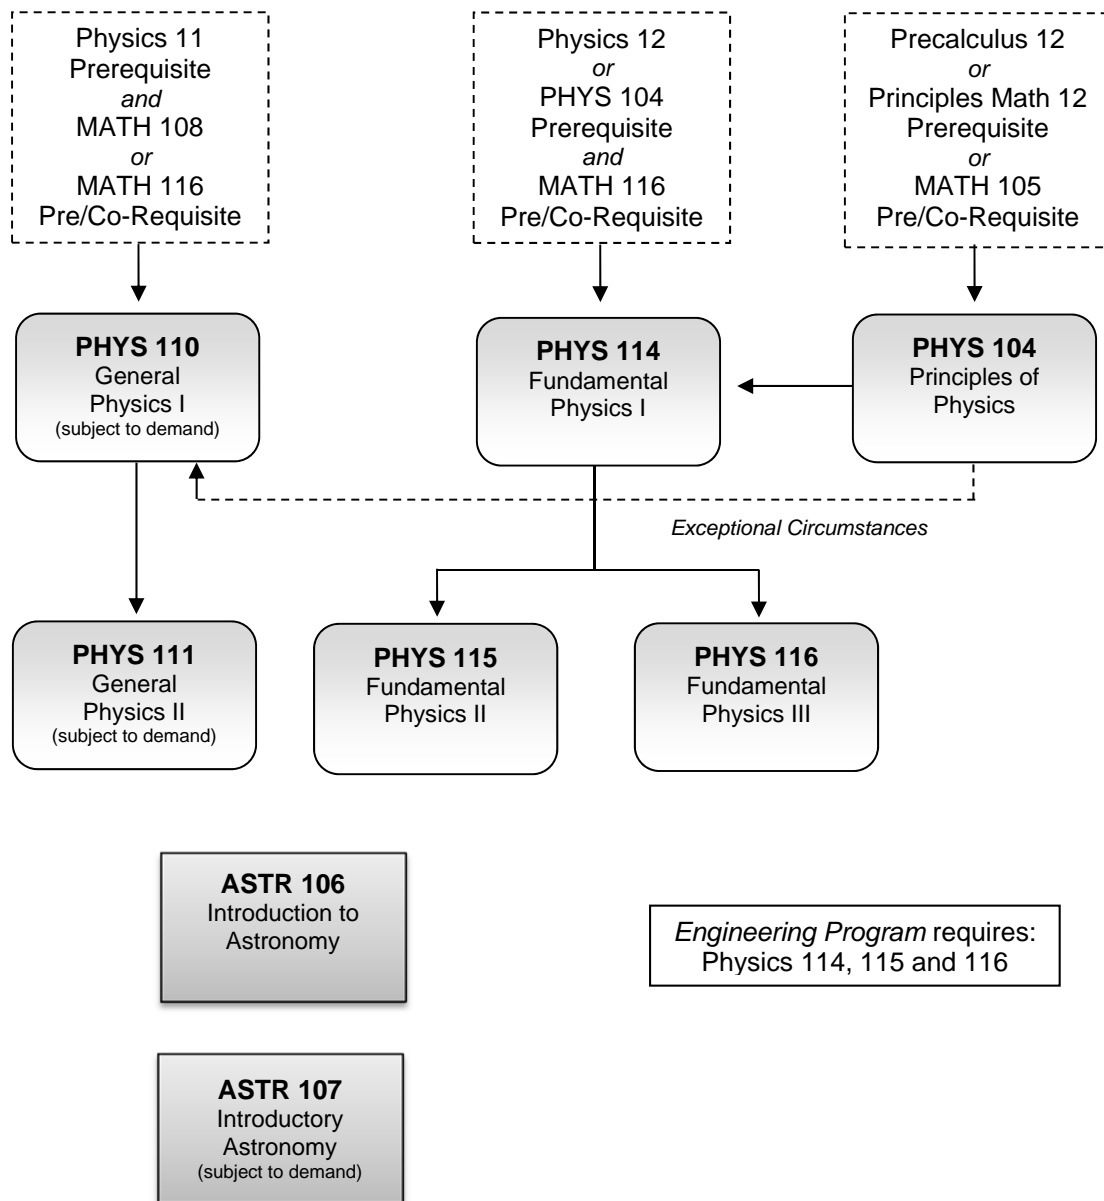 Physics 11
Prerequisite
and
MATH 108
or
MATH 116
Pre/Co-Requisite
Physics 12
or
PHYS 104
Prerequisite
and
MATH 116
Pre/Co-Requisite
Precalculus 12
or
Principles Math 12
Prerequisite
or
MATH 105
Pre/Co-Requisite
PHYS 110
General
Physics I
(subject to demand)
PHYS 114
Fundamental
Physics I
PHYS 104
Principles of
Physics
Exceptional Circumstances
PHYS 111
General
Physics II
(subject to demand)
PHYS 115
Fundamental
Physics II
PHYS 116
Fundamental
Physics III
ASTR 106
Introduction to
Astronomy
Engineering Program requires:
Physics 114, 115 and 116
ASTR 107
Introductory
Astronomy
(subject to demand)